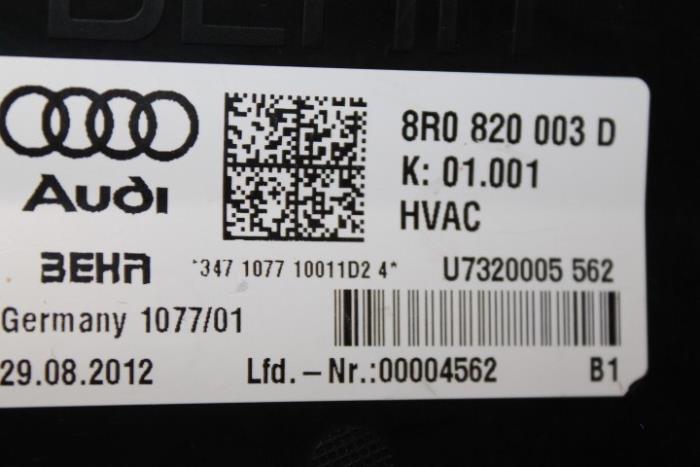 BEHR
Audi
8R0 820 003 D
K: 01.001
HVAC
BEHR
*347 1077 10011D2 4*
U7320005 562
Germany 1077/01
29.08.2012
Lfd.-Nr.:00004562
B1